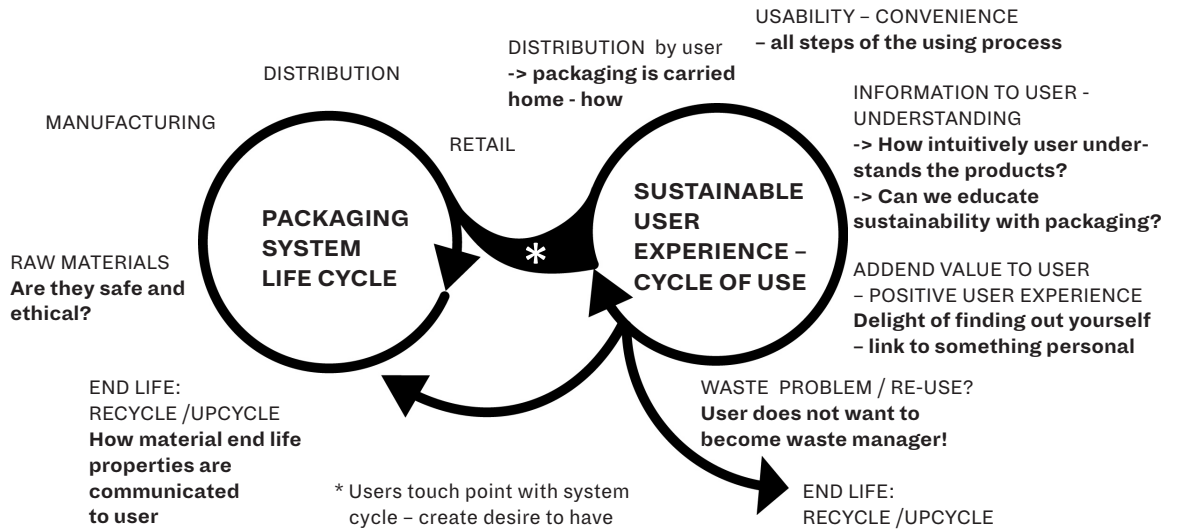 USABILITY – CONVENIENCE
– all steps of the using process
DISTRIBUTION by user
-> packaging is carried
home - how
DISTRIBUTION
MANUFACTURING
RETAIL
INFORMATION TO USER -
UNDERSTANDING
-> How intuitively user under-
stands the products?
-> Can we educate
sustainability with packaging?
PACKAGING
SYSTEM
LIFE CYCLE
*
SUSTAINABLE
USER
EXPERIENCE –
CYCLE OF USE
RAW MATERIALS
Are they safe and
ethical?
ADDEND VALUE TO USER
– POSITIVE USER EXPERIENCE
Delight of finding out yourself
– link to something personal
END LIFE:
RECYCLE /UPCYCLE
How material end life
properties are
communicated
to user
WASTE PROBLEM / RE-USE?
User does not want to
become waste manager!
* Users touch point with system
cycle – create desire to have
END LIFE:
RECYCLE /UPCYCLE